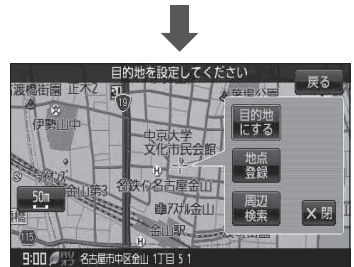 目的地を設定してください
戻る
渡橋街園
正木2
19
伊勢山中
目的地
にする
中京大学
文化市民会館
地点
登録
金山第3
名鉄イン名古屋金山
50m
周辺
検索
×閉
金山駅
115
9:00
名古屋市中区金山 1丁目 5 1